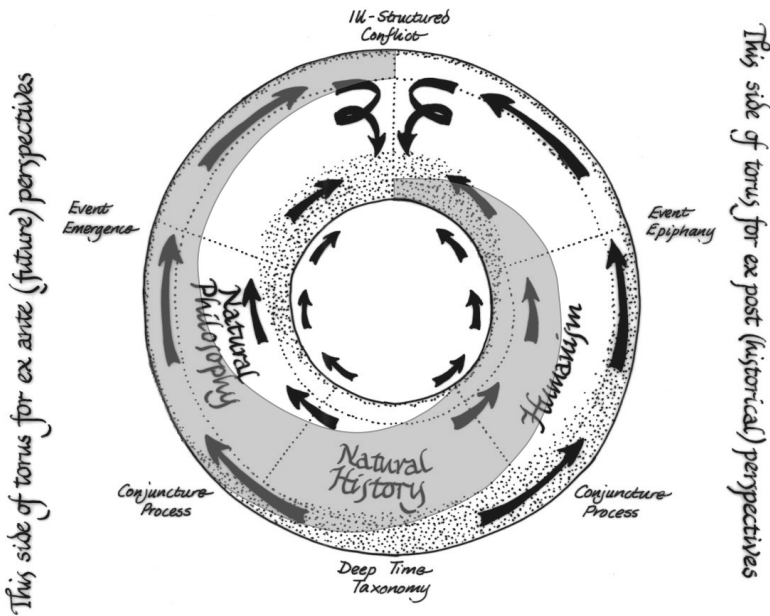 Ill-Structured
Conflict
This side of torus for ex ante (future) perspectives
This side of torus for ex post (historical) perspectives
Event
Emergence
Event
Epiphany
Natural
Philosophy
Humanism
Natural
History
Conjuncture
Process
Conjuncture
Process
Deep Time
Taxonomy